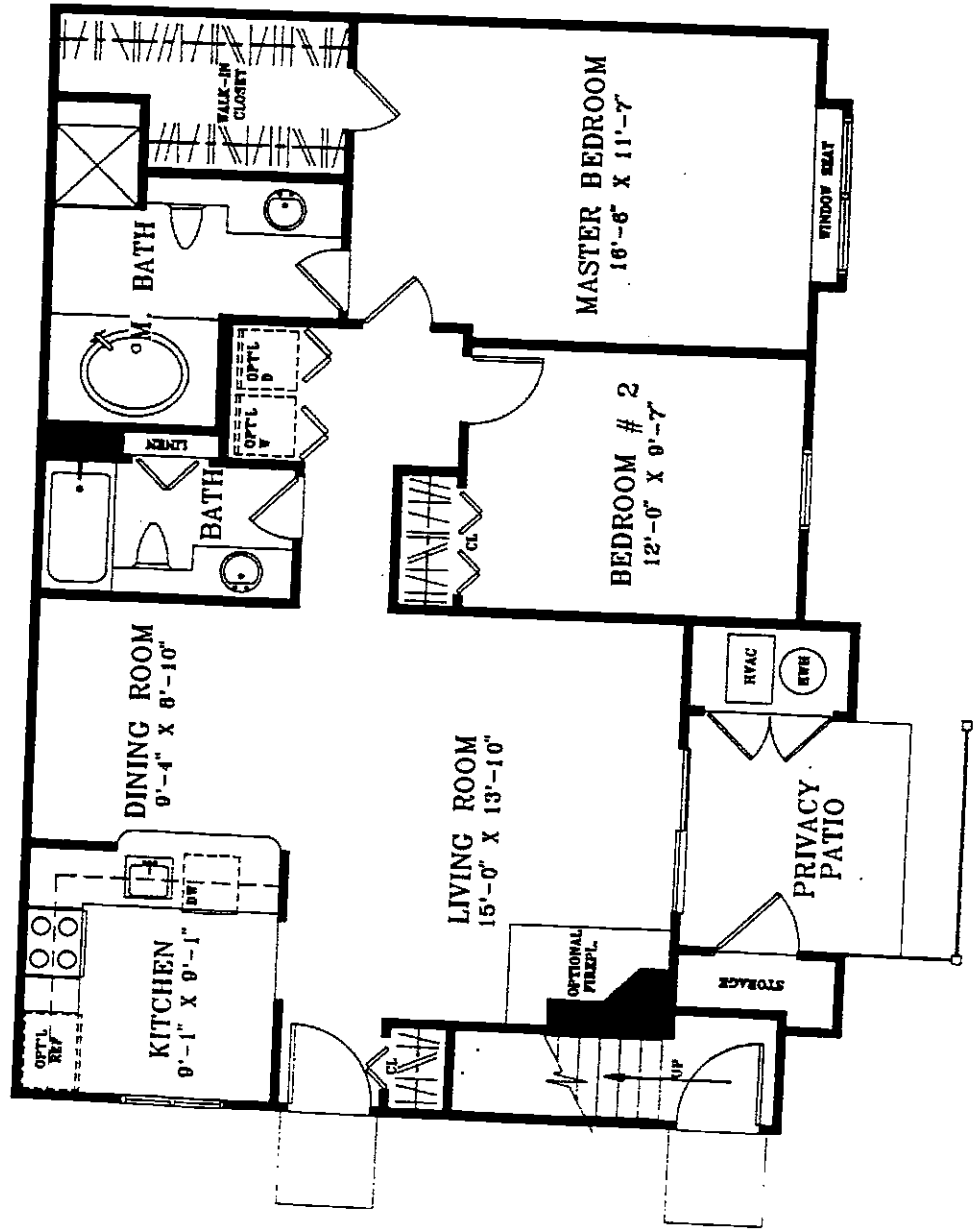 WALK-IN
CLOSET
MASTER BEDROOM
16'-6" X 11'-7"
WINDOW SEAT
M. BATH
OPT'L
D
OPT'L
W
LINEN
BATH
BEDROOM # 2
12'-0" X 9'-7"
CL
DINING ROOM
9'-4" X 8'-10"
LIVING ROOM
15'-0" X 13'-10"
HVAC
HWH
PRIVACY
PATIO
DW
KITCHEN
9'-1" X 9'-1"
OPT'L
REF
OPTIONAL
FIREPL.
STORAGE
CL
UP